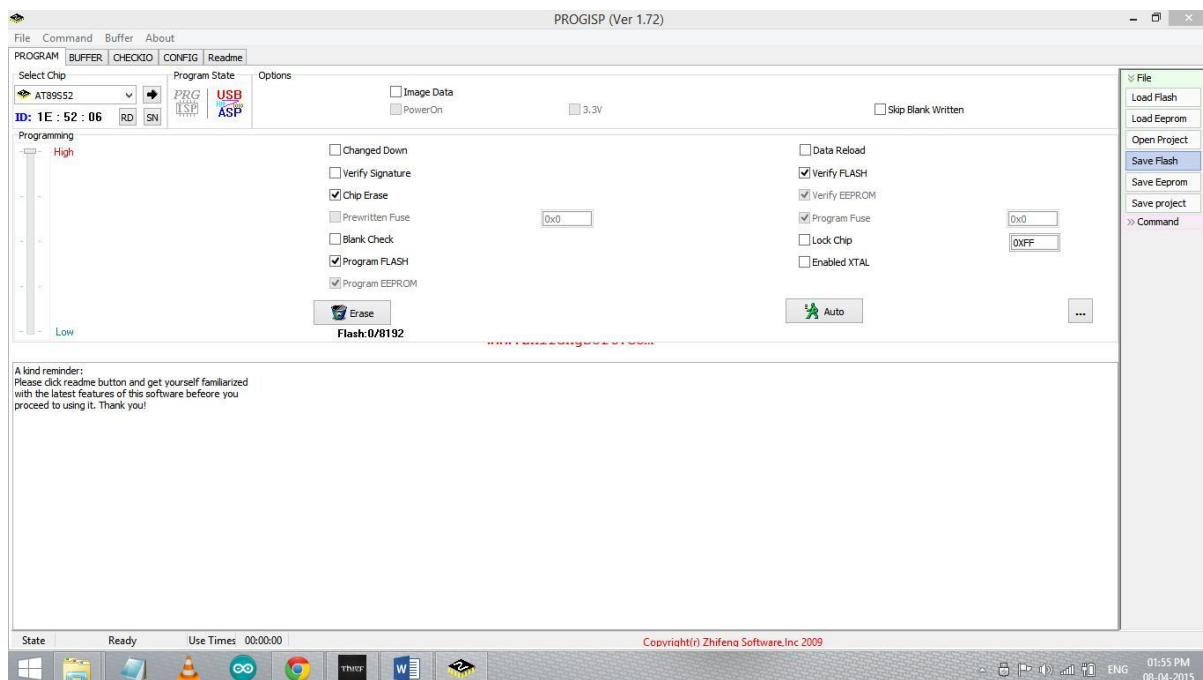 PROGISP (Ver 1.72)
File Command Buffer About
PROGRAM BUFFER CHECKIO CONFIG Readme
Select Chip Program State Options
AT89S52
PRG ISP
USB ASP
ID: 1E : 52 : 06 RD SN
Image Data
PowerOn 3.3V Skip Blank Written
Programming
High
Changed Down Data Reload
Verify Signature Verify FLASH
Chip Erase Verify EEPROM
Prewritten Fuse 0x0 Program Fuse 0x0
Blank Check Lock Chip 0XFF
Program FLASH Enabled XTAL
Program EEPROM
Erase Auto ...
Low Flash:0/8192
File
Load Flash
Load Eeprom
Open Project
Save Flash
Save Eeprom
Save project
Command
A kind reminder:
Please click readme button and get yourself familiarized
with the latest features of this software befeore you
proceed to using it. Thank you!
State Ready Use Times 00:00:00 Copyright(r) Zhifeng Software,Inc 2009
THIEF
ENG 01:55 PM
08-04-2015